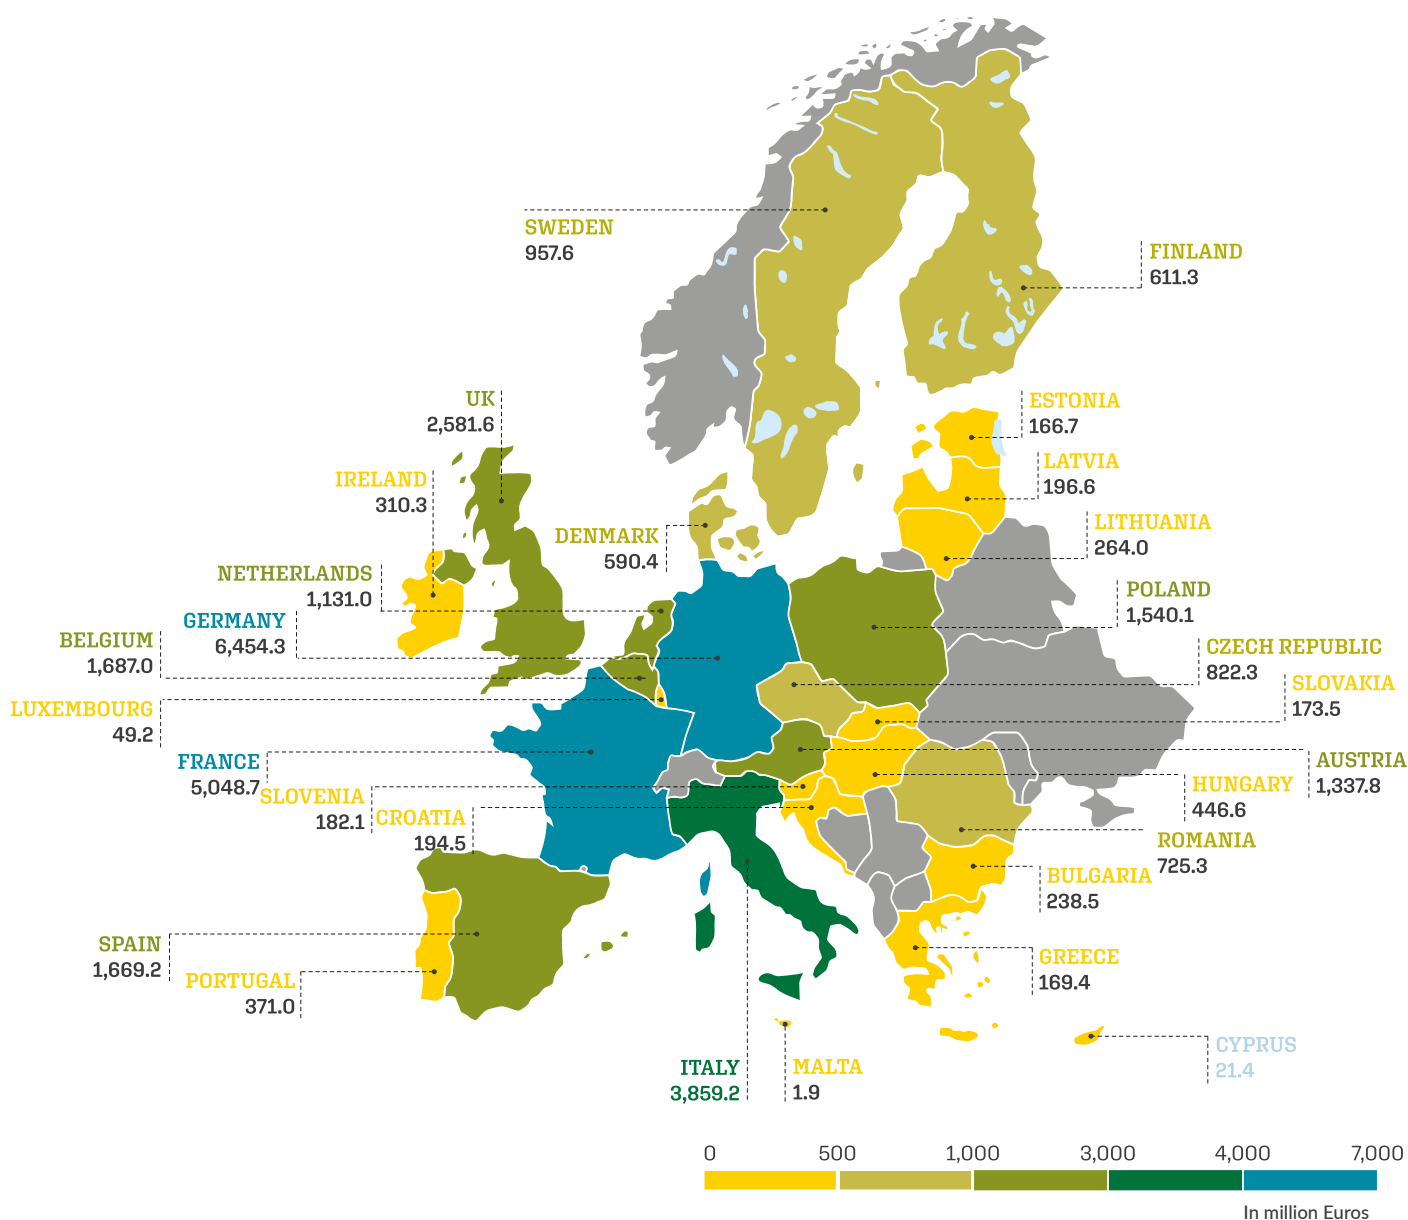 SWEDEN
957.6
FINLAND
611.3
UK
2,581.6
ESTONIA
166.7
IRELAND
310.3
LATVIA
196.6
DENMARK
590.4
LITHUANIA
264.0
NETHERLANDS
1,131.0
POLAND
1,540.1
GERMANY
6,454.3
BELGIUM
1,687.0
CZECH REPUBLIC
822.3
SLOVAKIA
173.5
LUXEMBOURG
49.2
FRANCE
5,048.7
AUSTRIA
1,337.8
SLOVENIA
182.1
HUNGARY
446.6
CROATIA
194.5
ROMANIA
725.3
BULGARIA
238.5
SPAIN
1,669.2
GREECE
169.4
PORTUGAL
371.0
CYPRUS
21.4
ITALY
3,859.2
MALTA
1.9
0 500 1,000 3,000 4,000 7,000
In million Euros